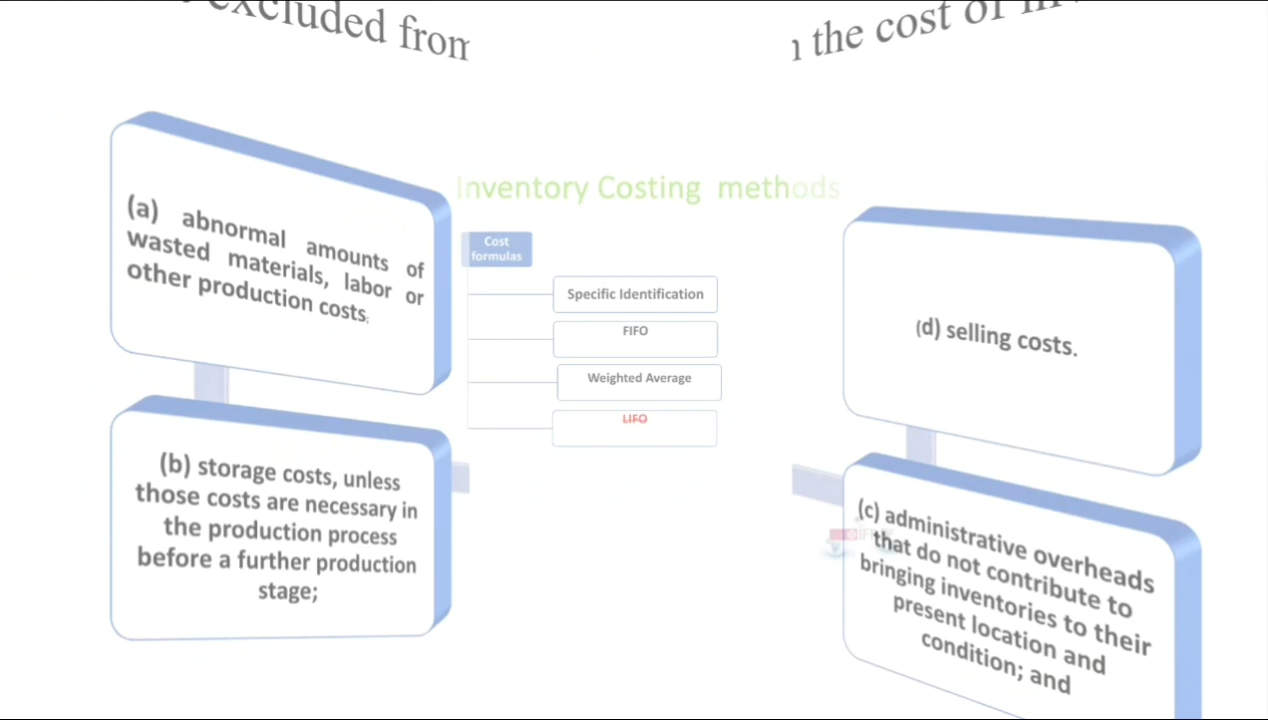 excluded from
the cost of
(a) abnormal amounts of
wasted materials, labor or
other production costs;
(b) storage costs, unless
those costs are necessary in
the production process
before a further production
stage;
Inventory Costing methods
Cost
formulas
Specific Identification
FIFO
Weighted Average
LIFO
(d) selling costs.
(c) administrative overheads
that do not contribute to
bringing inventories to their
present location and
condition; and